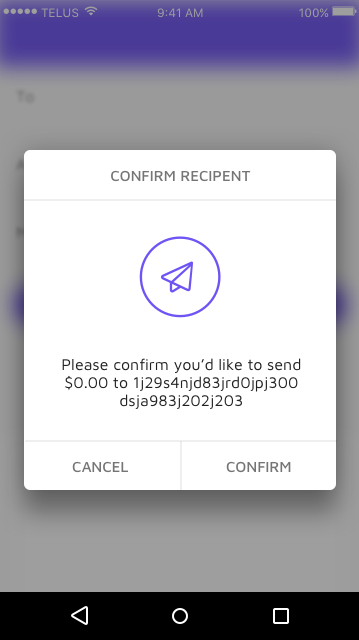 TELUS 9:41 AM 100%
To
CONFIRM RECIPENT
Please confirm you’d like to send
$0.00 to 1j29s4njd83jrd0jpj300
dsja983j202j203
CANCEL CONFIRM